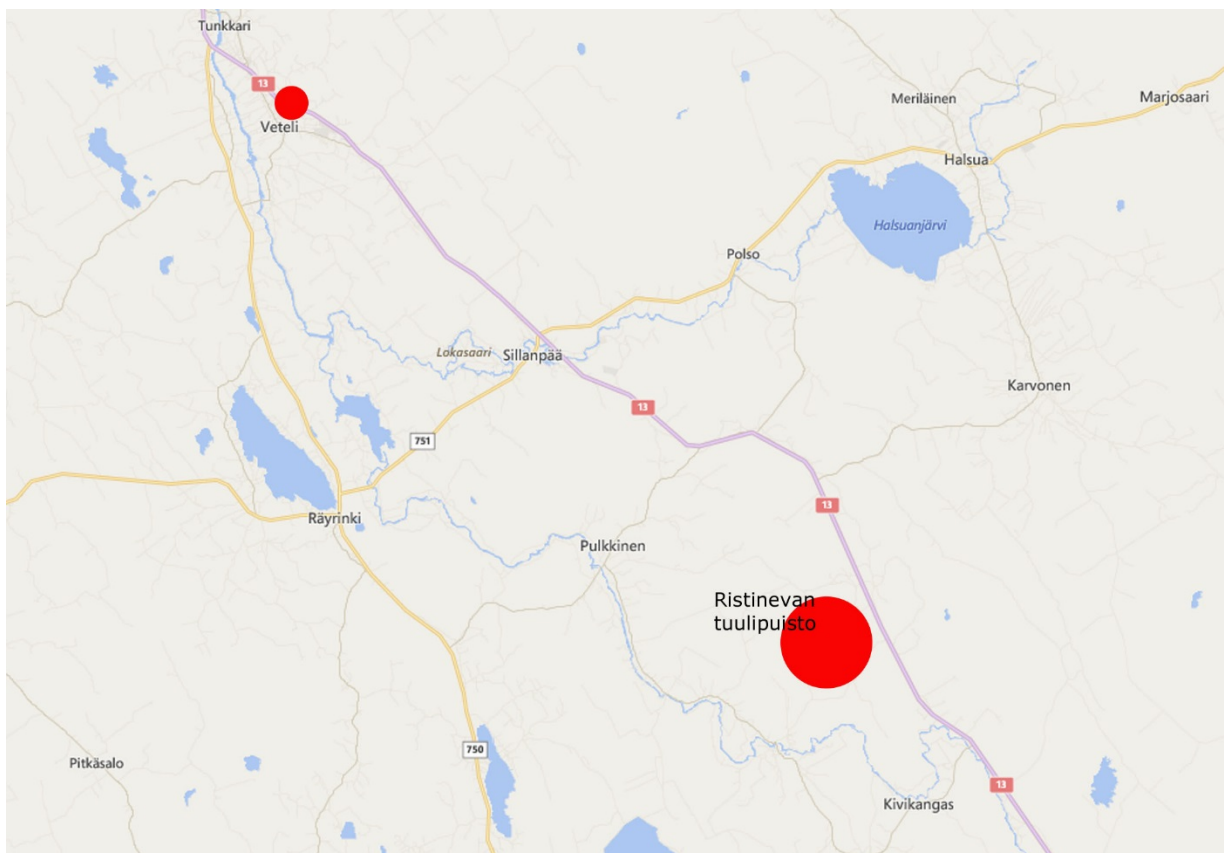 Tunkkari
13
Veteli
Meriläinen
Marjosaari
Halsua
Halsuanjärvi
Polso
Lokasaari
Sillanpää
Karvonen
13
751
13
Räyrinki
Pulkkinen
Ristinevan
tuulipuisto
750
Pitkäsalo
13
Kivikangas